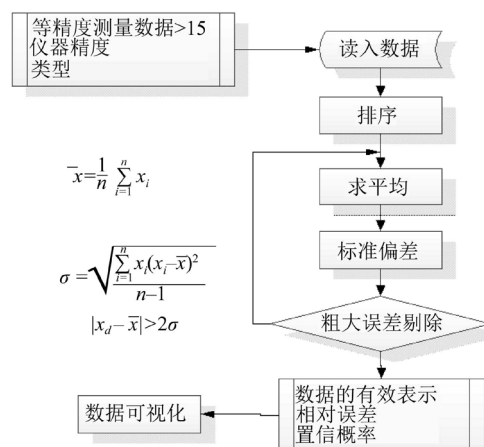 等精度测量数据>15
仪器精度
类型
读入数据
排序
x̄=1/n ∑_{i=1}^{n} x_i
求平均
标准偏差
σ=√(∑_{i=1}^{n} x_i(x_i–x̄)²/(n–1))
|x_d–x̄|>2σ
粗大误差剔除
数据的有效表示
相对误差
置信概率
数据可视化